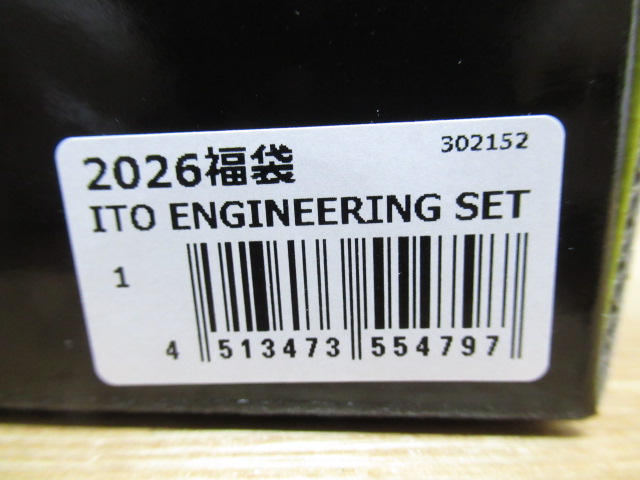 302152
2026福袋
ITO ENGINEERING SET
1
4 513473 554797